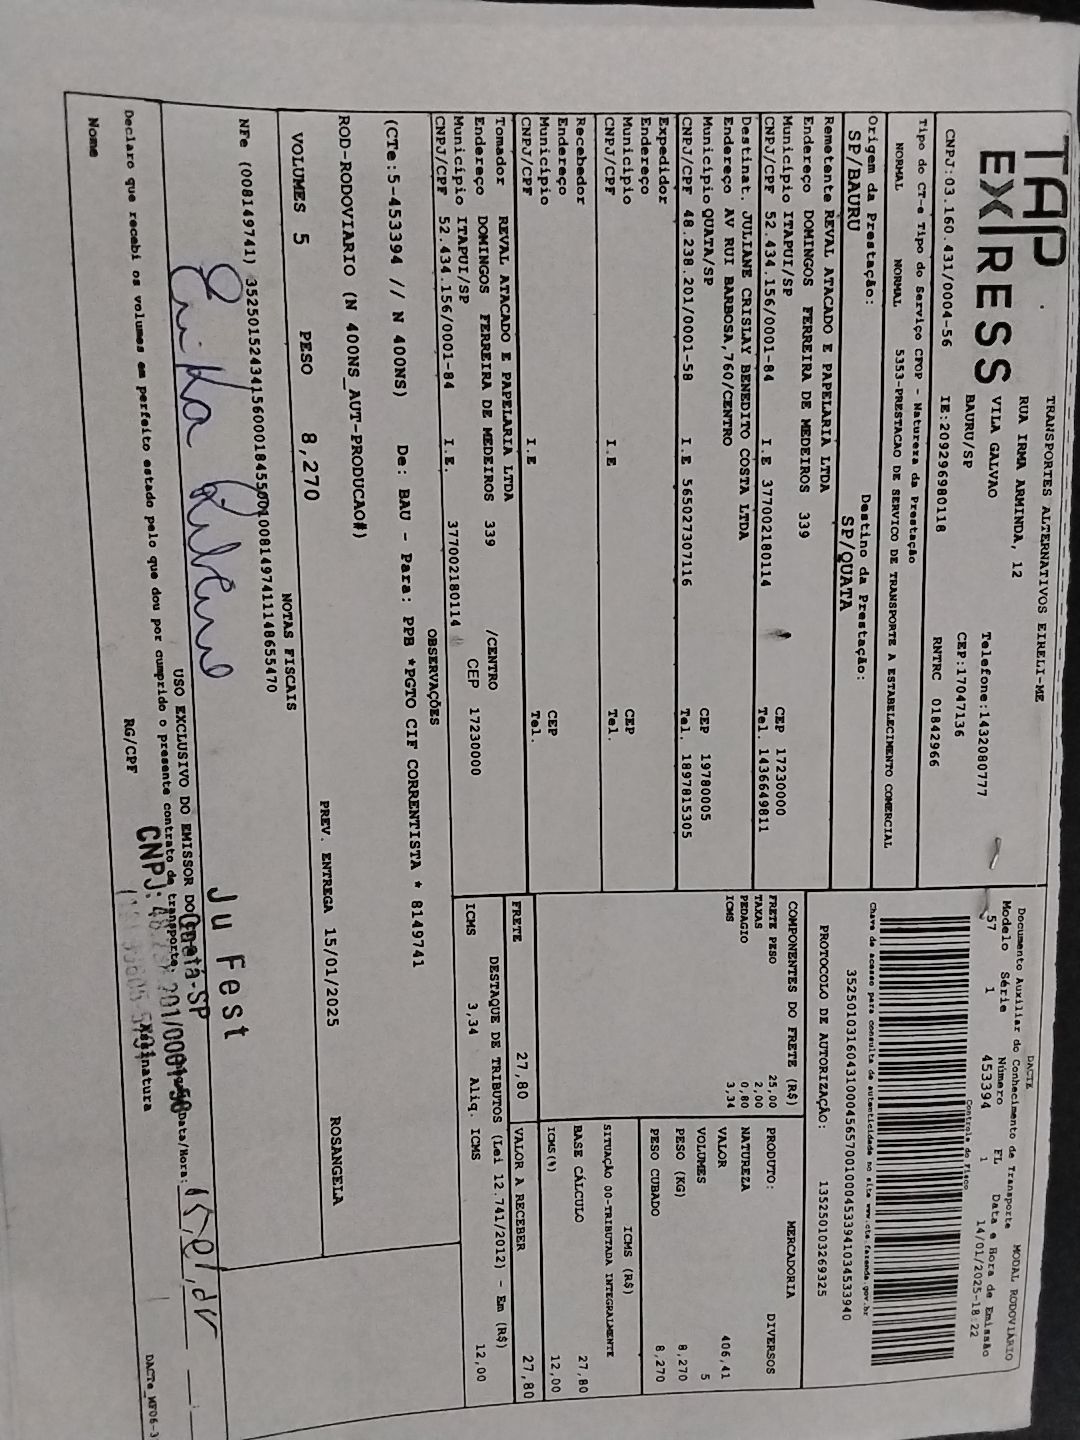 TAP EXPRESS
TRANSPORTES ALTERNATIVOS EIRELI-ME
RUA IRMA ARMINDA, 12
VILA GALVAO Telefone:1432080777
BAURU/SP CEP:17047136
CNPJ:03.160.431/0004-56 IE:209296980118 RNTRC 01842966
DACTE
Documento Auxiliar do Conhecimento de Transporte MODAL RODOVIARIO
Modelo Série Número FL Data e Hora de Emissão
57 1 453394 1 14/01/2025-18:22
Controle do Fisco
Chave de acesso para consulta de autenticidade no site www.cte.fazenda.gov.br
35250103160431000456570010004533941034533940
PROTOCOLO DE AUTORIZAÇÃO: 135250103269325
Tipo do CT-e Tipo do Serviço CFOP - Natureza da Prestação
NORMAL NORMAL 5353-PRESTACAO DE SERVICO DE TRANSPORTE A ESTABELECIMENTO COMERCIAL
Origem da Prestação: Destino da Prestação:
SP/BAURU SP/QUATA
Remetente REVAL ATACADO E PAPELARIA LTDA
Endereço DOMINGOS FERREIRA DE MEDEIROS 339
Município ITAPUI/SP CEP 17230000
CNPJ/CPF 52.434.156/0001-84 I.E 377002180114 Tel. 1436649811
Destinat. JULIANE CRISLAY BENEDITO COSTA LTDA
Endereço AV RUI BARBOSA,760/CENTRO
Município QUATA/SP CEP 19780005
CNPJ/CPF 48.238.201/0001-58 I.E 565027307116 Tel. 1897815305
Expedidor
Endereço
Município CEP
CNPJ/CPF I.E Tel.
Recebedor
Endereço
Município CEP
CNPJ/CPF I.E Tel.
Tomador REVAL ATACADO E PAPELARIA LTDA
Endereço DOMINGOS FERREIRA DE MEDEIROS 339 /CENTRO
Município ITAPUI/SP CEP 17230000
CNPJ/CPF 52.434.156/0001-84 I.E. 377002180114
COMPONENTES DO FRETE (R$)
FRETE PESO 25,00
TAXAS 2,00
PEDAGIO 0,80
ICMS 3,34
MERCADORIA
PRODUTO: DIVERSOS
NATUREZA
VALOR 406,41
VOLUMES 5
PESO (KG) 8,270
PESO CUBADO 8,270
ICMS (R$)
SITUAÇÃO 00-TRIBUTADA INTEGRALMENTE
BASE CÁLCULO 27,80
ICMS(%) 12,00
FRETE 27,80 VALOR A RECEBER 27,80
DESTAQUE DE TRIBUTOS (Lei 12.741/2012) - Em (R$)
ICMS 3,34 Aliq. ICMS 12,00
OBSERVAÇÕES
(CTe:5-453394 // N 400NS) De: BAU - Para: PPB *PGTO CIF CORRENTISTA * 8149741
ROD-RODOVIARIO (N 400NS_AUT-PRODUCAO#)
VOLUMES 5 PESO 8,270 PREV. ENTREGA 15/01/2025 ROSANGELA
NOTAS FISCAIS
NFe (008149741) 35250152434156000184550010081497411148655470
Ju Fest
Quatá-SP
USO EXCLUSIVO DO EMISSOR DO
Declaro que recebi os volumes em perfeito estado pelo que dou por cumprido o presente contrato de transporte.
Nome RG/CPF Assinatura Data/Hora:
DACTe_MF06-3